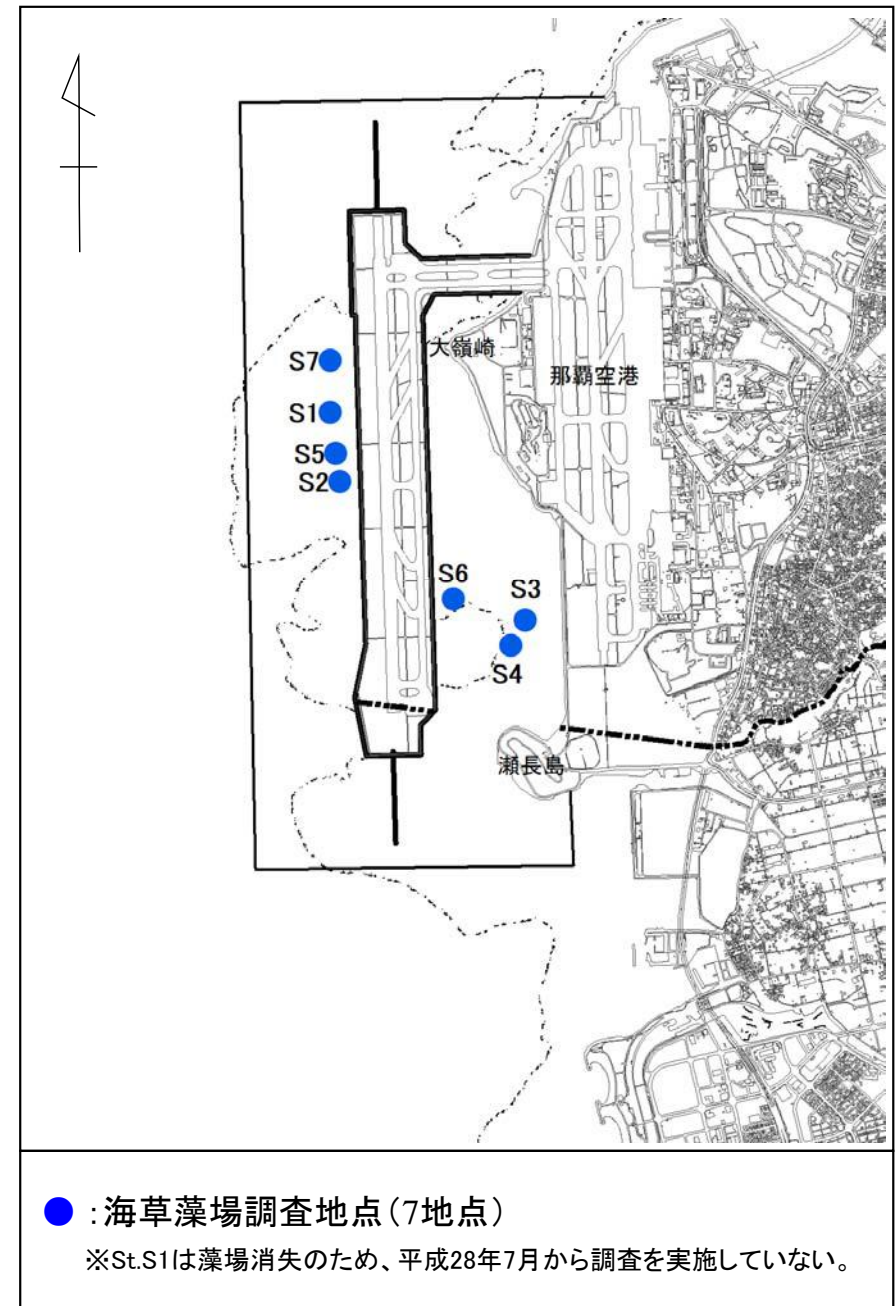 大嶺崎
S7
那覇空港
S1
S5
S2
S6
S3
S4
瀬長島
● :海草藻場調査地点(7地点)
※St.S1は藻場消失のため、平成28年7月から調査を実施していない。